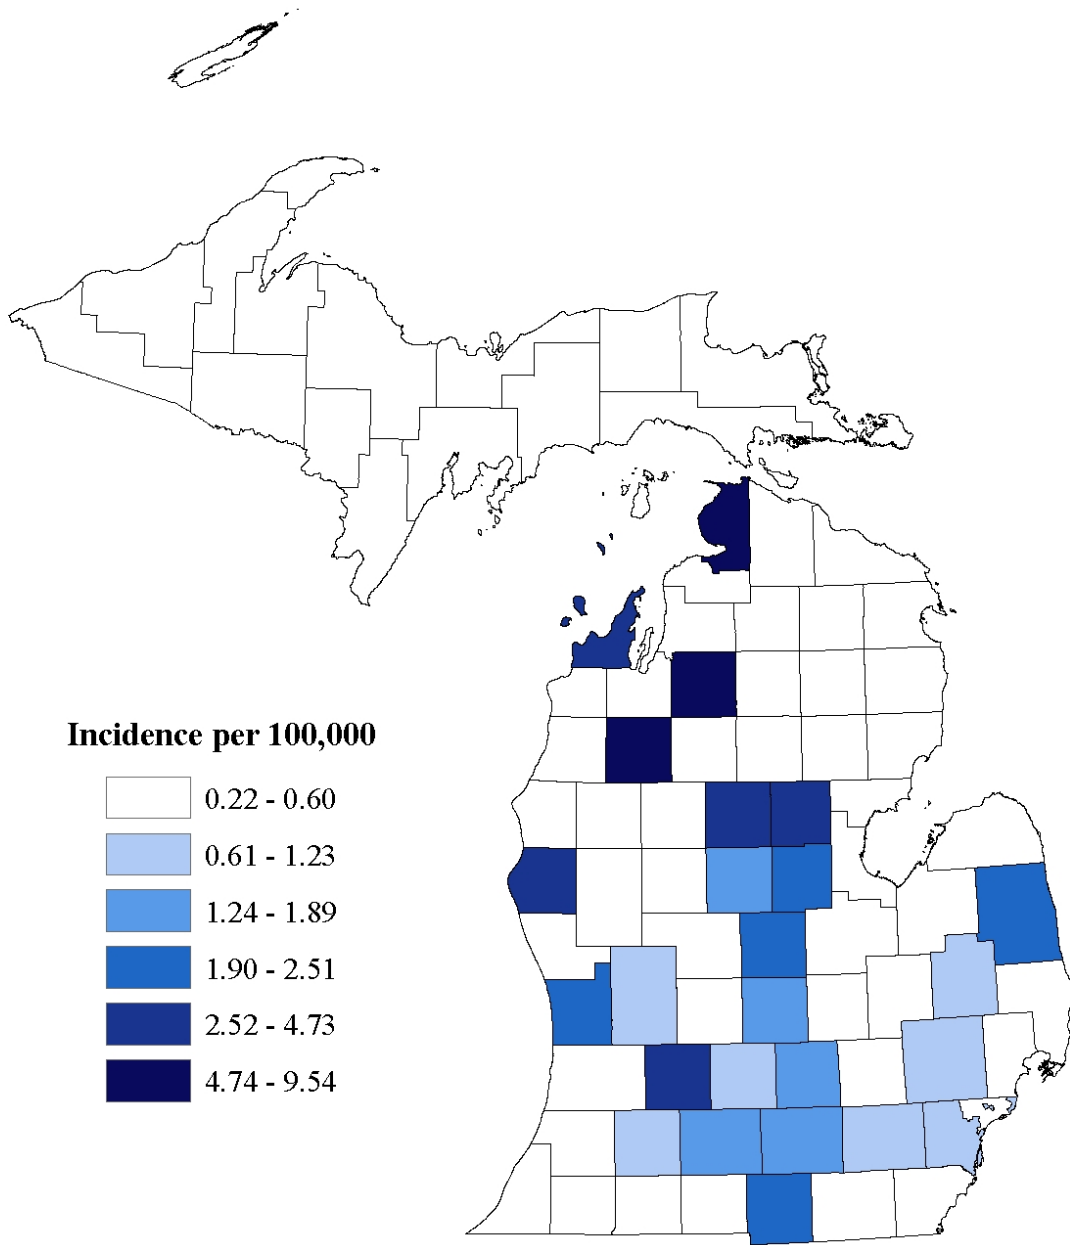 Incidence per 100,000
0.22 - 0.60
0.61 - 1.23
1.24 - 1.89
1.90 - 2.51
2.52 - 4.73
4.74 - 9.54